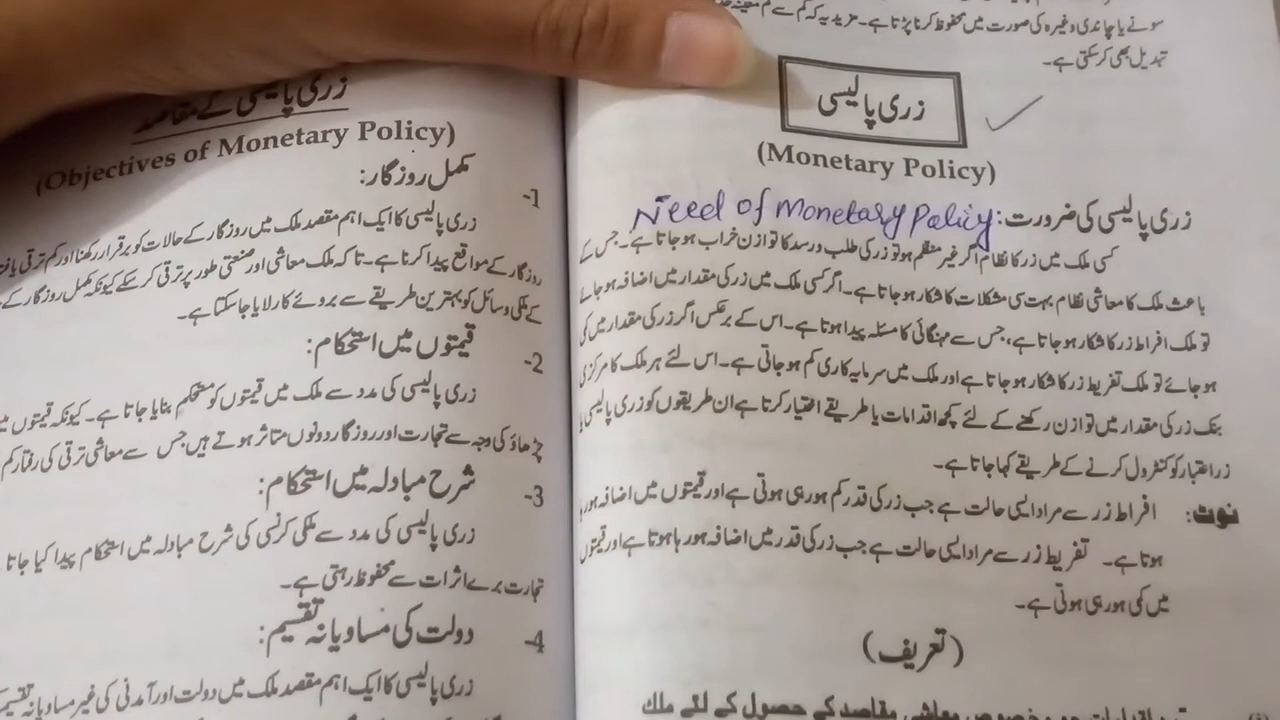 سونے یا چاندی وغیرہ کی صورت میں محفوظ کرنا پڑتا ہے۔ مزید یہ کہ کم سے کم معینہ
تبدیل بھی کر سکتی ہے۔
زری پالیسی
(Monetary Policy)
زری پالیسی کی ضرورت: Need of Monetary Policy
کسی ملک میں زر کا نظام اگر غیر منظم ہو تو زر کی طلب و رسد کا توازن خراب ہو جاتا ہے۔ جس کے
باعث ملک کا معاشی نظام بہت سی مشکلات کا شکار ہو جاتا ہے۔ اگر کسی ملک میں زر کی مقدار میں اضافہ ہو جائے
تو ملک افراط زر کا شکار ہو جاتا ہے، جس سے مہنگائی کا مسئلہ پیدا ہوتا ہے۔ اس کے برعکس اگر زر کی مقدار میں کمی
ہو جائے تو ملک تفریط زر کا شکار ہو جاتا ہے اور ملک میں سرمایہ کاری کم ہو جاتی ہے۔ اس لئے ہر ملک کا مرکزی
بنک زر کی مقدار میں توازن رکھنے کے لئے کچھ اقدامات یا طریقے اختیار کرتا ہے ان طریقوں کو زری پالیسی یا
زر اعتبار کو کنٹرول کرنے کے طریقے کہا جاتا ہے۔
نوٹ: افراط زر سے مراد ایسی حالت ہے جب زر کی قدر کم ہو رہی ہوتی ہے اور قیمتوں میں اضافہ ہو رہا
ہوتا ہے۔ تفریط زر سے مراد ایسی حالت ہے جب زر کی قدر میں اضافہ ہو رہا ہوتا ہے اور قیمتوں
میں کمی ہو رہی ہوتی ہے۔
(تعریف)
اقدامات جو مخصوص معاشی مقاصد کے حصول کے لئے ملک
زری پالیسی کے مقاصد
(Objectives of Monetary Policy)
1- مکمل روزگار:
زری پالیسی کا ایک اہم مقصد ملک میں روزگار کے حالات کو برقرار رکھنا اور کم ترقی یافتہ
روزگار کے مواقع پیدا کرنا ہے۔ تا کہ ملک معاشی اور صنعتی طور پر ترقی کر سکے کیونکہ مکمل روزگار کے
کے ملکی وسائل کو بہترین طریقے سے بروئے کار لایا جا سکتا ہے۔
2- قیمتوں میں استحکام:
زری پالیسی کی مدد سے ملک میں قیمتوں کو مستحکم بنایا جاتا ہے۔ کیونکہ قیمتوں میں
چڑھاؤ کی وجہ سے تجارت اور روزگار دونوں متاثر ہوتے ہیں جس سے معاشی ترقی کی رفتار کم
3- شرح مبادلہ میں استحکام:
زری پالیسی کی مدد سے ملکی کرنسی کی شرح مبادلہ میں استحکام پیدا کیا جاتا
تجارت برے اثرات سے محفوظ رہتی ہے۔
4- دولت کی مساویانہ تقسیم:
زری پالیسی کا ایک اہم مقصد ملک میں دولت اور آمدنی کی غیر مساویانہ تقسیم